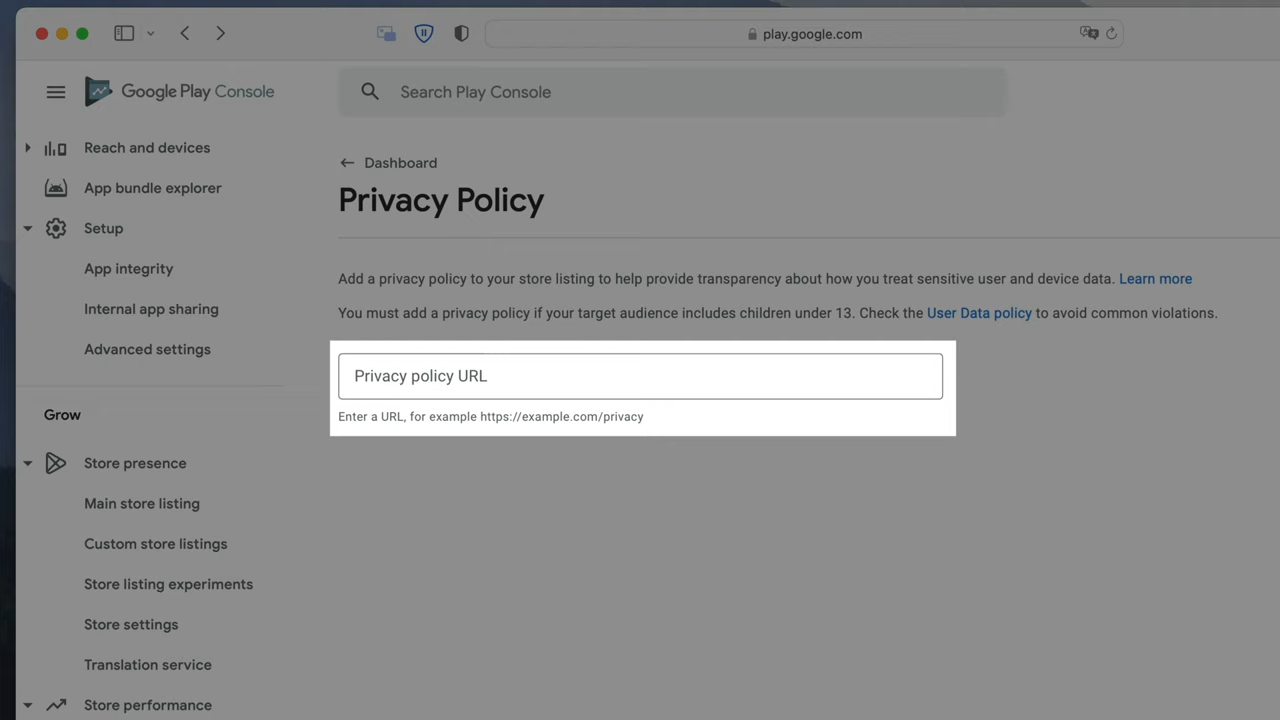 play.google.com
Google Play Console
Search Play Console
Reach and devices
App bundle explorer
Setup
App integrity
Internal app sharing
Advanced settings
Grow
Store presence
Main store listing
Custom store listings
Store listing experiments
Store settings
Translation service
Store performance
Dashboard
Privacy Policy
Add a privacy policy to your store listing to help provide transparency about how you treat sensitive user and device data. Learn more
You must add a privacy policy if your target audience includes children under 13. Check the User Data policy to avoid common violations.
Privacy policy URL
Enter a URL, for example https://example.com/privacy